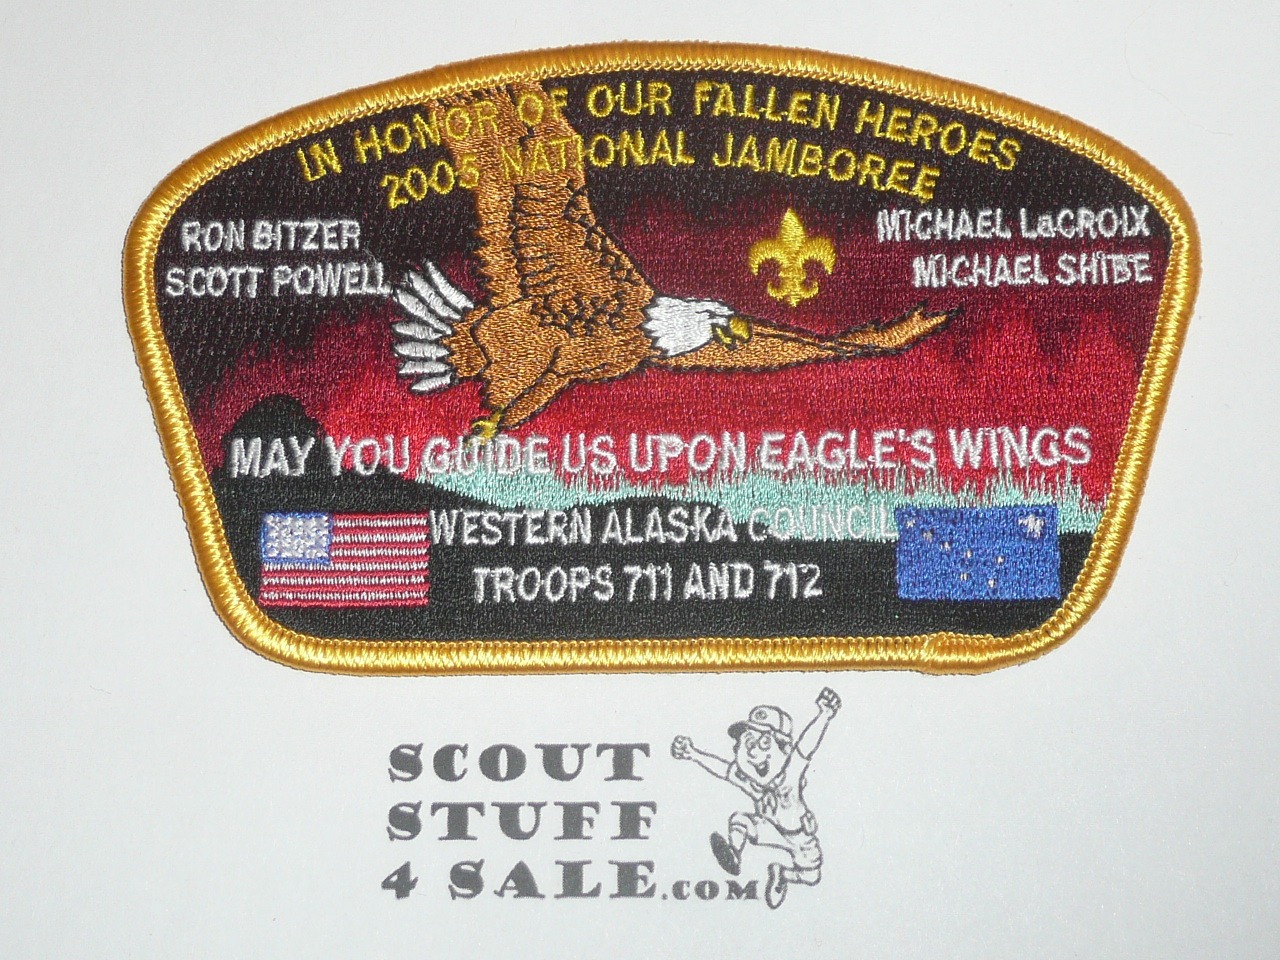 IN HONOR OF OUR FALLEN HEROES
2005 NATIONAL JAMBOREE
RON BITZER
SCOTT POWELL
MICHAEL LaCROIX
MICHAEL SHIBE
MAY YOU GUIDE US UPON EAGLE'S WINGS
WESTERN ALASKA COUNCIL
TROOPS 711 AND 712
SCOUT
STUFF
4 SALE.COM